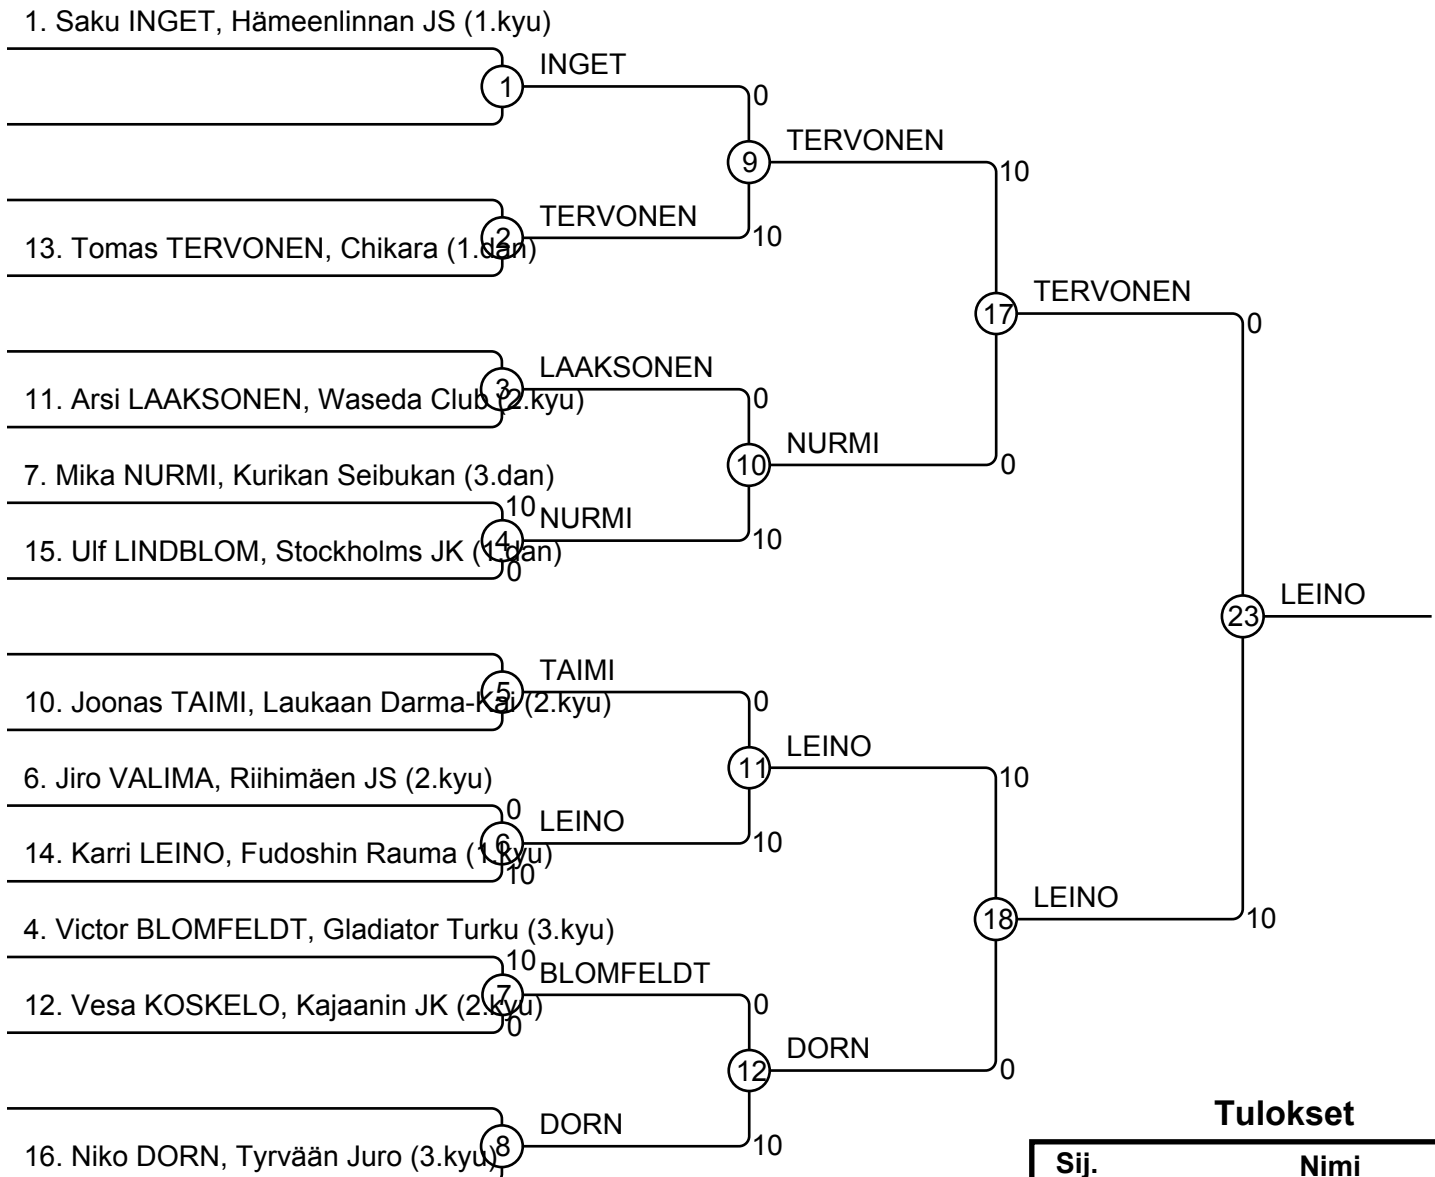 1. Saku INGET, Hämeenlinnan JS (1.kyu)
INGET
1
0
TERVONEN
9
10
TERVONEN
2
10
13. Tomas TERVONEN, Chikara (1.dan)
TERVONEN
17
0
LAAKSONEN
3
0
11. Arsi LAAKSONEN, Waseda Club (2.kyu)
NURMI
10
0
7. Mika NURMI, Kurikan Seibukan (3.dan)
10
NURMI
4
10
15. Ulf LINDBLOM, Stockholms JK (1.dan)
0
LEINO
23
TAIMI
5
0
10. Joonas TAIMI, Laukaan Darma-Kai (2.kyu)
LEINO
11
10
6. Jiro VALIMA, Riihimäen JS (2.kyu)
0
LEINO
6
10
14. Karri LEINO, Fudoshin Rauma (1.kyu)
10
LEINO
18
10
4. Victor BLOMFELDT, Gladiator Turku (3.kyu)
10
BLOMFELDT
7
0
12. Vesa KOSKELO, Kajaanin JK (2.kyu)
0
DORN
12
0
DORN
8
10
16. Niko DORN, Tyrvään Juro (3.kyu)
Tulokset
Sij. Nimi